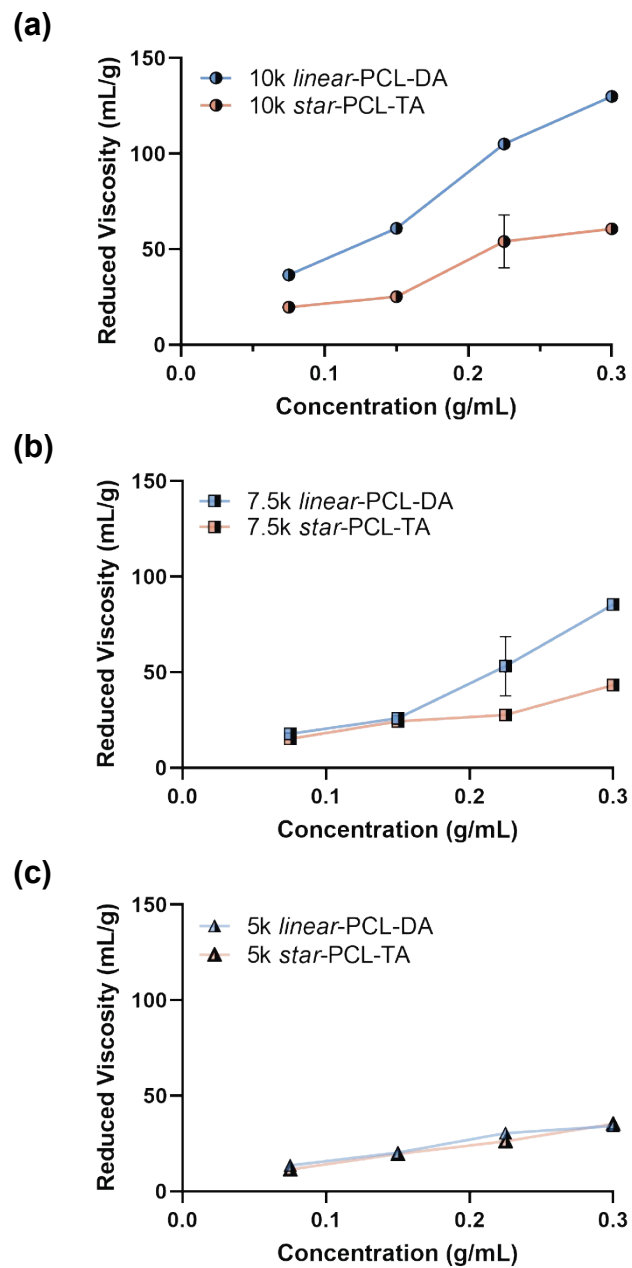 (a)
150
100
50
0
Reduced Viscosity (mL/g)
10k linear-PCL-DA
10k star-PCL-TA
0.0
0.1
0.2
0.3
Concentration (g/mL)
(b)
150
100
50
0
Reduced Viscosity (mL/g)
7.5k linear-PCL-DA
7.5k star-PCL-TA
0.0
0.1
0.2
0.3
Concentration (g/mL)
(c)
150
100
50
0
Reduced Viscosity (mL/g)
5k linear-PCL-DA
5k star-PCL-TA
0.0
0.1
0.2
0.3
Concentration (g/mL)